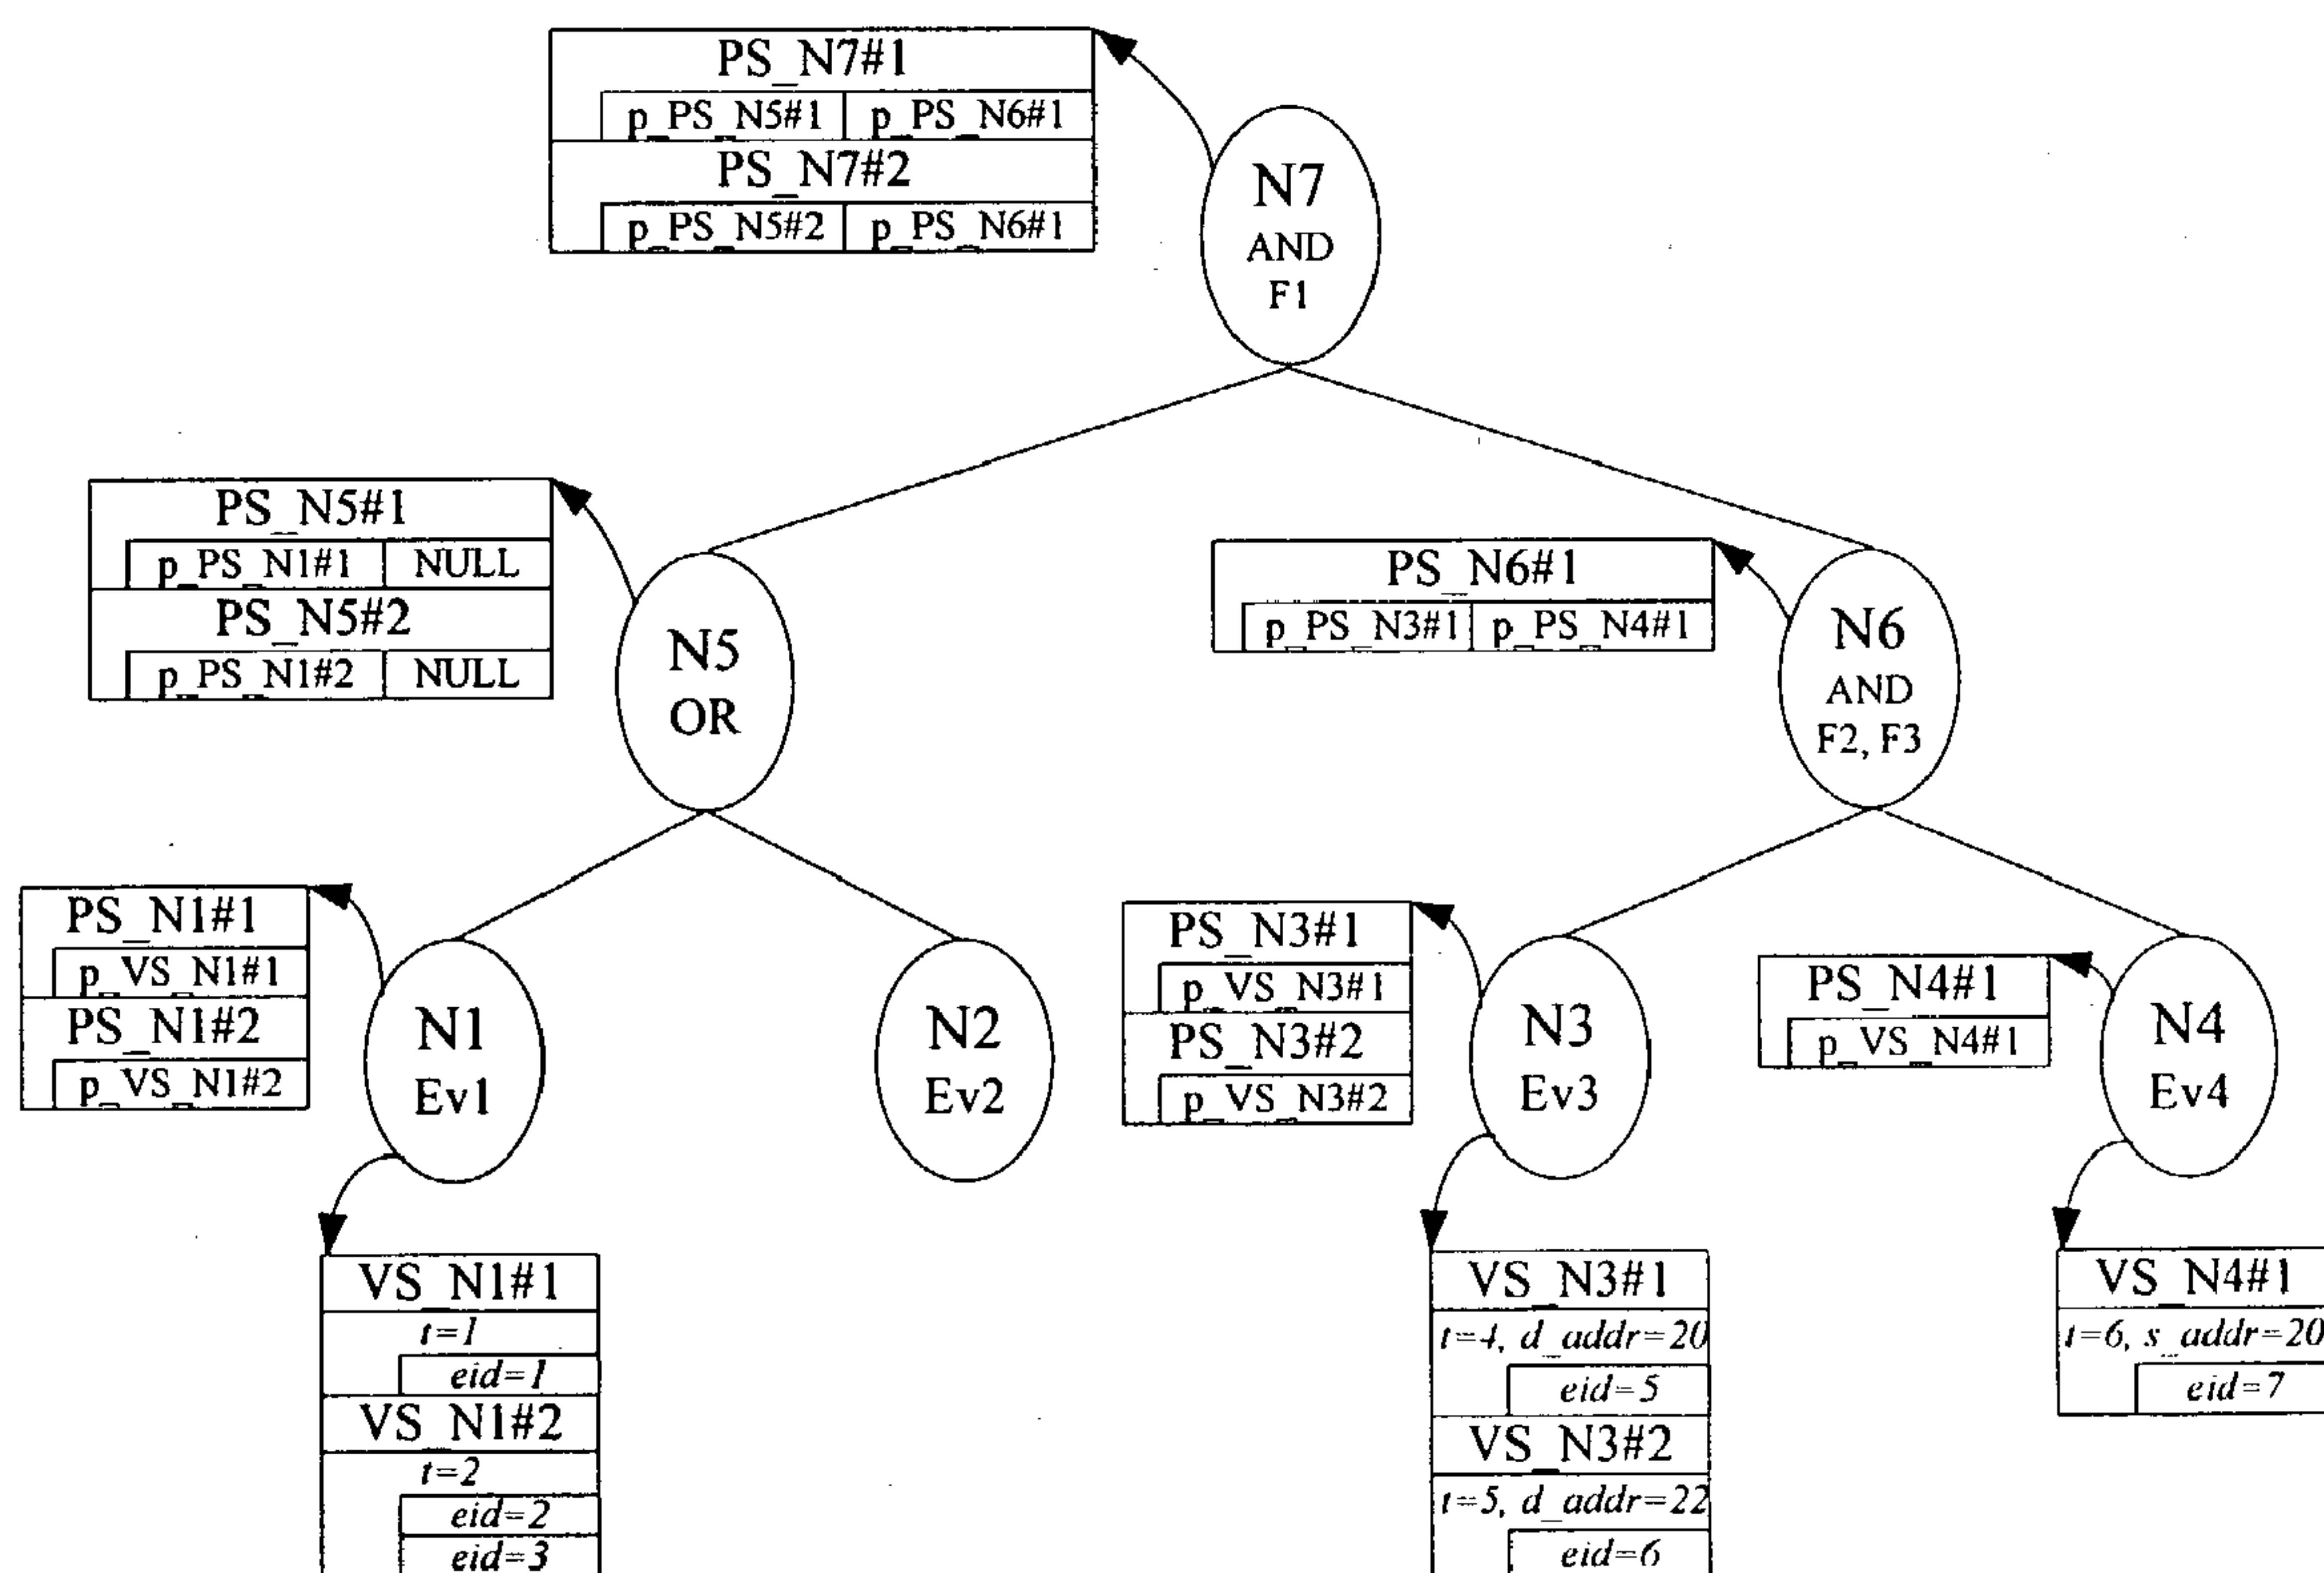 PS_N7#1
p_PS_N5#1 p_PS_N6#1
PS_N7#2
p_PS_N5#2 p_PS_N6#1
N7
AND
F1
PS_N5#1
p_PS_N1#1 NULL
PS_N5#2
p_PS_N1#2 NULL
N5
OR
PS_N6#1
p_PS_N3#1 p_PS_N4#1
N6
AND
F2, F3
PS_N1#1
p_VS_N1#1
PS_N1#2
p_VS_N1#2
N1
Ev1
N2
Ev2
PS_N3#1
p_VS_N3#1
PS_N3#2
p_VS_N3#2
N3
Ev3
PS_N4#1
p_VS_N4#1
N4
Ev4
VS_N1#1
t=1
eid=1
VS_N1#2
t=2
eid=2
eid=3
VS_N3#1
t=4, d_addr=20
eid=5
VS_N3#2
t=5, d_addr=22
eid=6
VS_N4#1
t=6, s_addr=20
eid=7